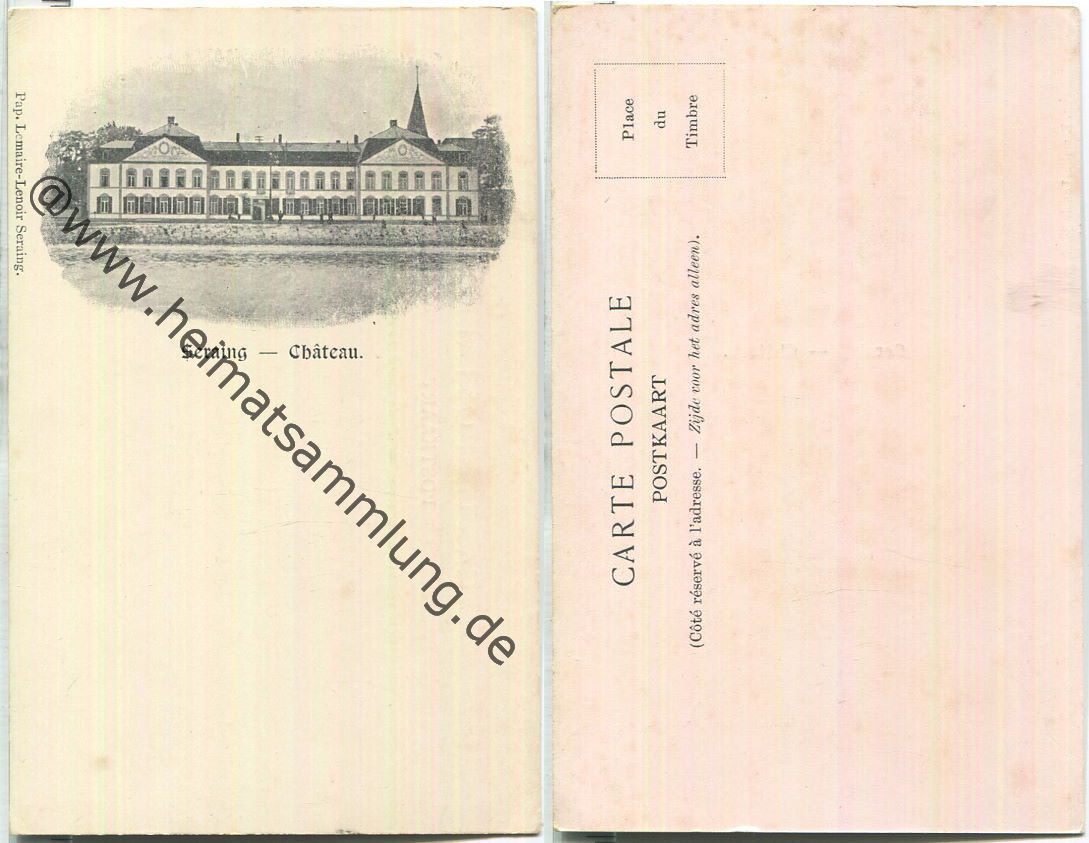 Pap. Lemaire-Lenoir Seraing.
Seraing — Château.
@www.heimatsammlung.de
Place
du
Timbre
CARTE POSTALE
POSTKAART
(Côté réservé à l'adresse. — Zijde voor het adres alleen).